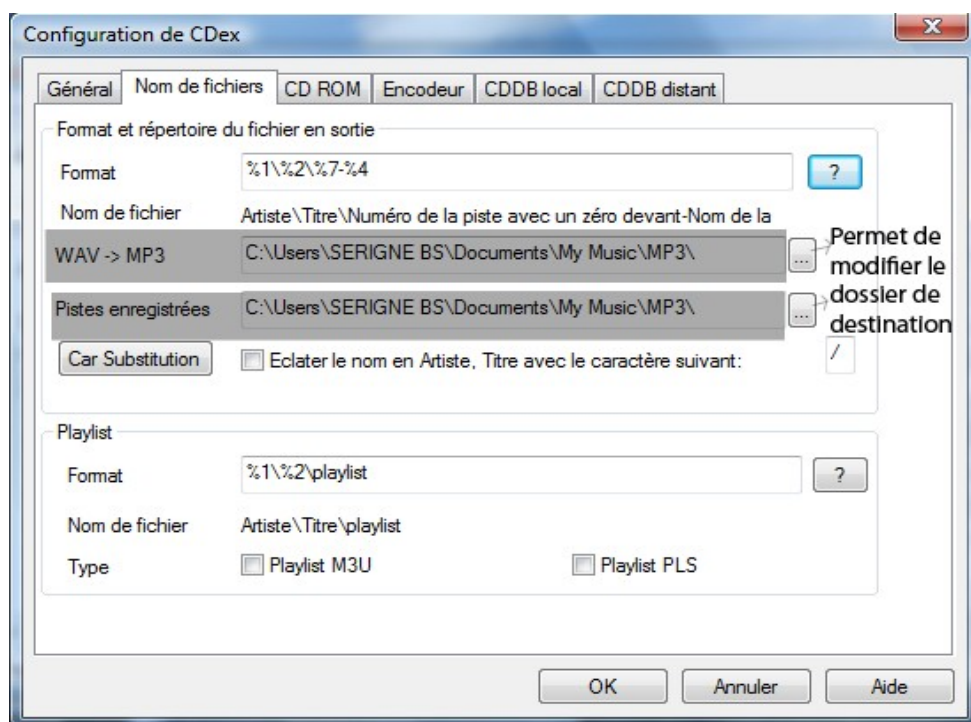 Configuration de CDex
x
Général Nom de fichiers CD ROM Encodeur CDDB local CDDB distant
Format et répertoire du fichier en sortie
Format %1\%2\%7-%4 ?
Nom de fichier Artiste\Titre\Numéro de la piste avec un zéro devant-Nom de la
WAV -> MP3 C:\Users\SERIGNE BS\Documents\My Music\MP3\ ...
Pistes enregistrées C:\Users\SERIGNE BS\Documents\My Music\MP3\ ...
Permet de
modifier le
dossier de
destination
Car Substitution Eclater le nom en Artiste, Titre avec le caractère suivant: /
Playlist
Format %1\%2\playlist ?
Nom de fichier Artiste\Titre\playlist
Type Playlist M3U Playlist PLS
OK Annuler Aide